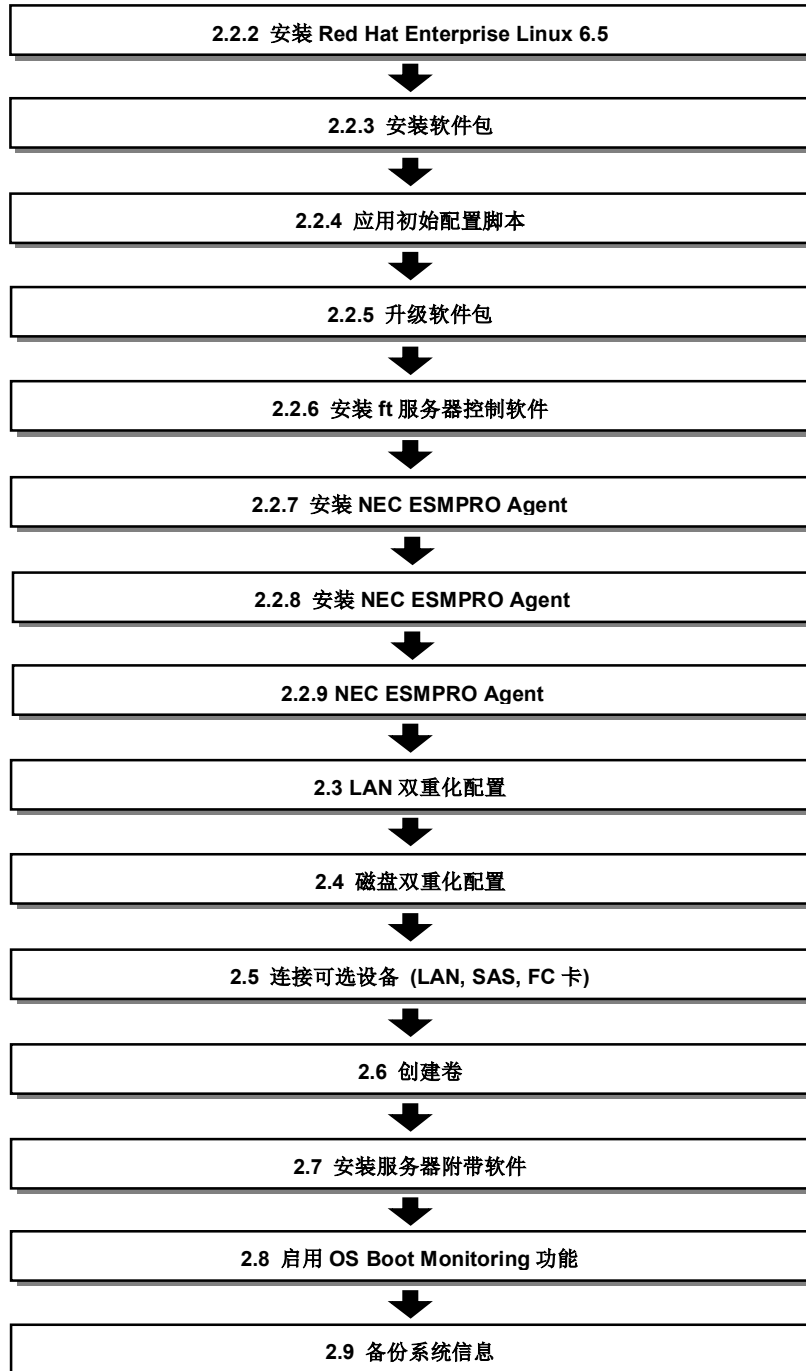 2.2.2 安装 Red Hat Enterprise Linux 6.5
2.2.3 安装软件包
2.2.4 应用初始配置脚本
2.2.5 升级软件包
2.2.6 安装 ft 服务器控制软件
2.2.7 安装 NEC ESMPRO Agent
2.2.8 安装 NEC ESMPRO Agent
2.2.9 NEC ESMPRO Agent
2.3 LAN 双重化配置
2.4 磁盘双重化配置
2.5 连接可选设备 (LAN, SAS, FC 卡)
2.6 创建卷
2.7 安装服务器附带软件
2.8 启用 OS Boot Monitoring 功能
2.9 备份系统信息